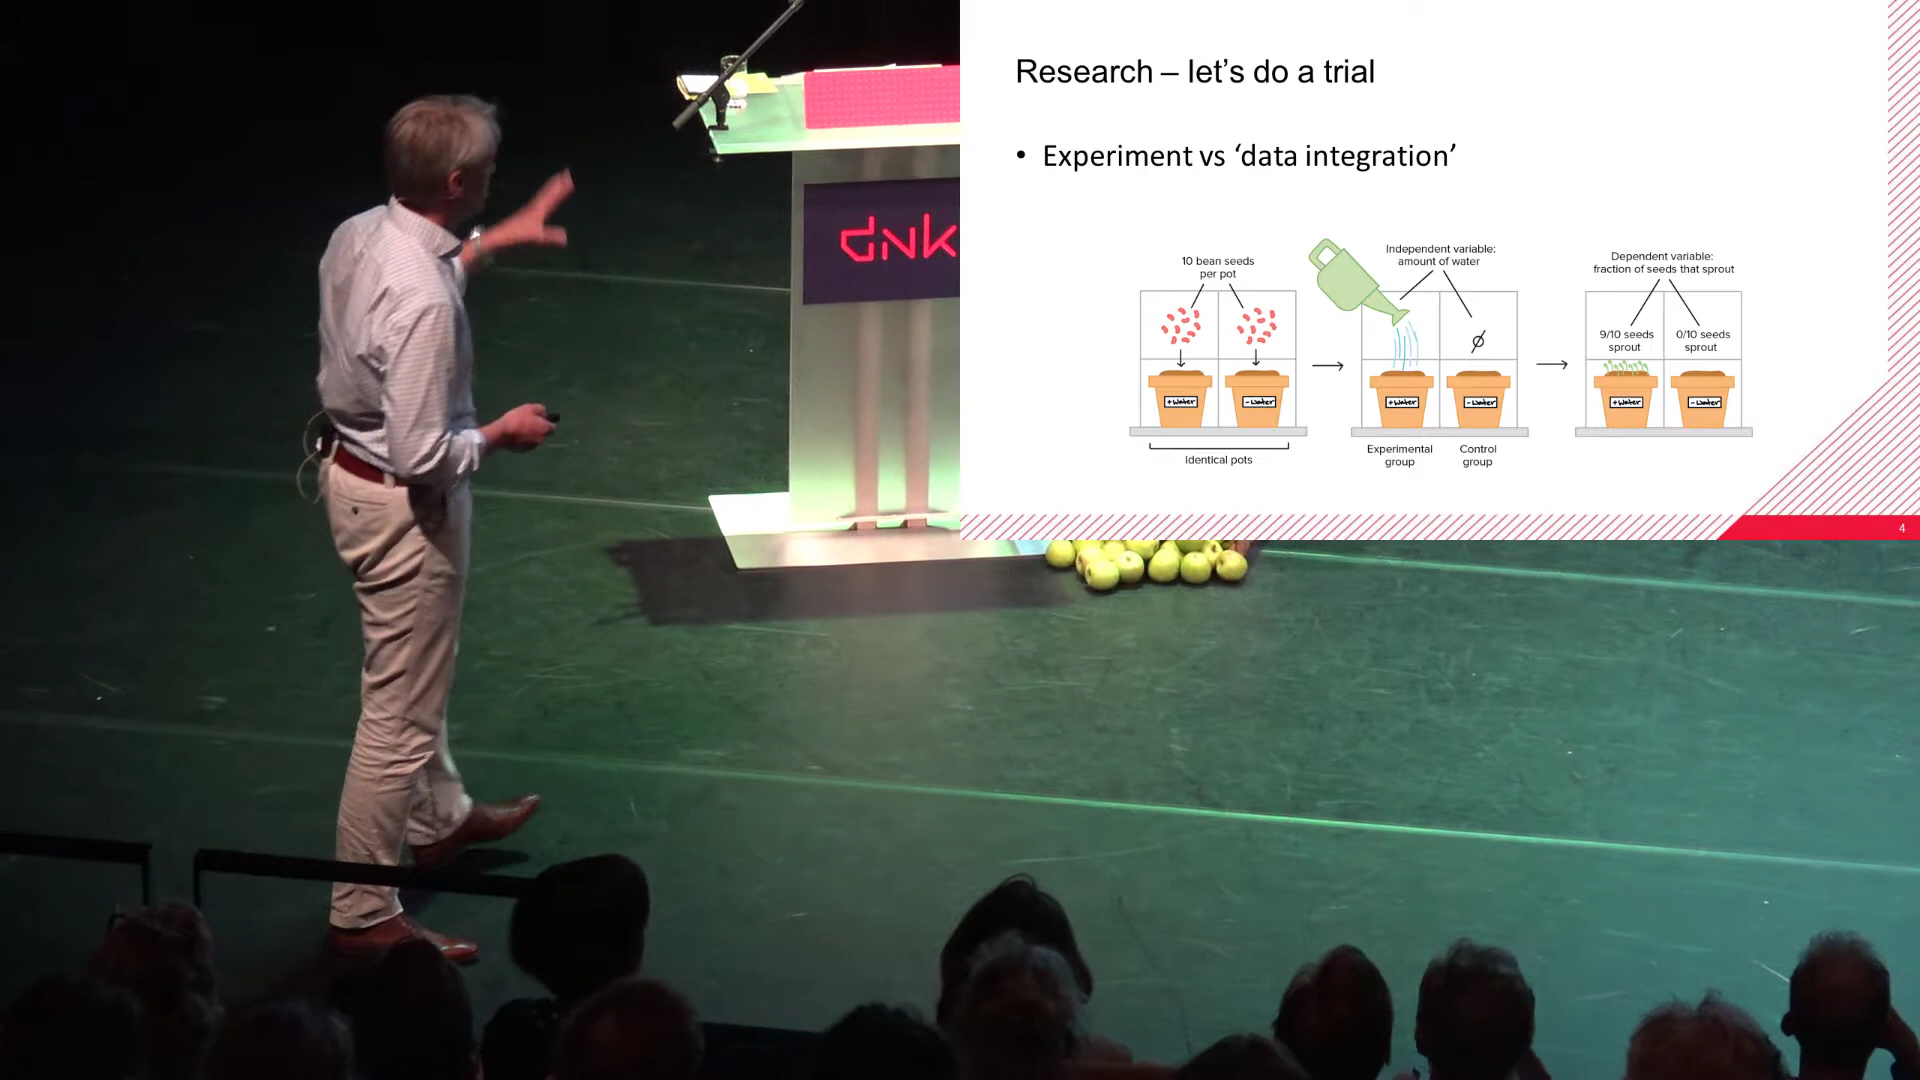 Research – let’s do a trial
• Experiment vs ‘data integration’
10 bean seeds
per pot
Independent variable:
amount of water
Dependent variable:
fraction of seeds that sprout
9/10 seeds
sprout
0/10 seeds
sprout
+ Water
- Water
+ Water
- Water
+ Water
- Water
Identical pots
Experimental
group
Control
group
4